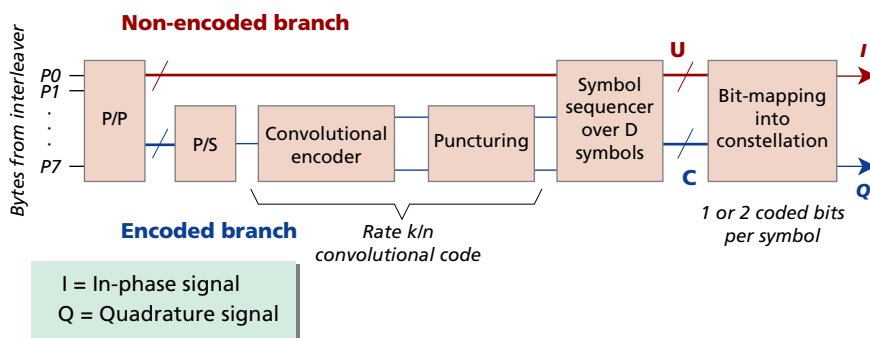 Non-encoded branch
Bytes from interleaver
P0
P1
.
.
.
.
P7
P/P
P/S
Convolutional
encoder
Puncturing
Symbol
sequencer
over D
symbols
U
C
Bit-mapping
into
constellation
I
Q
Encoded branch
Rate k/n
convolutional code
1 or 2 coded bits
per symbol
I = In-phase signal
Q = Quadrature signal